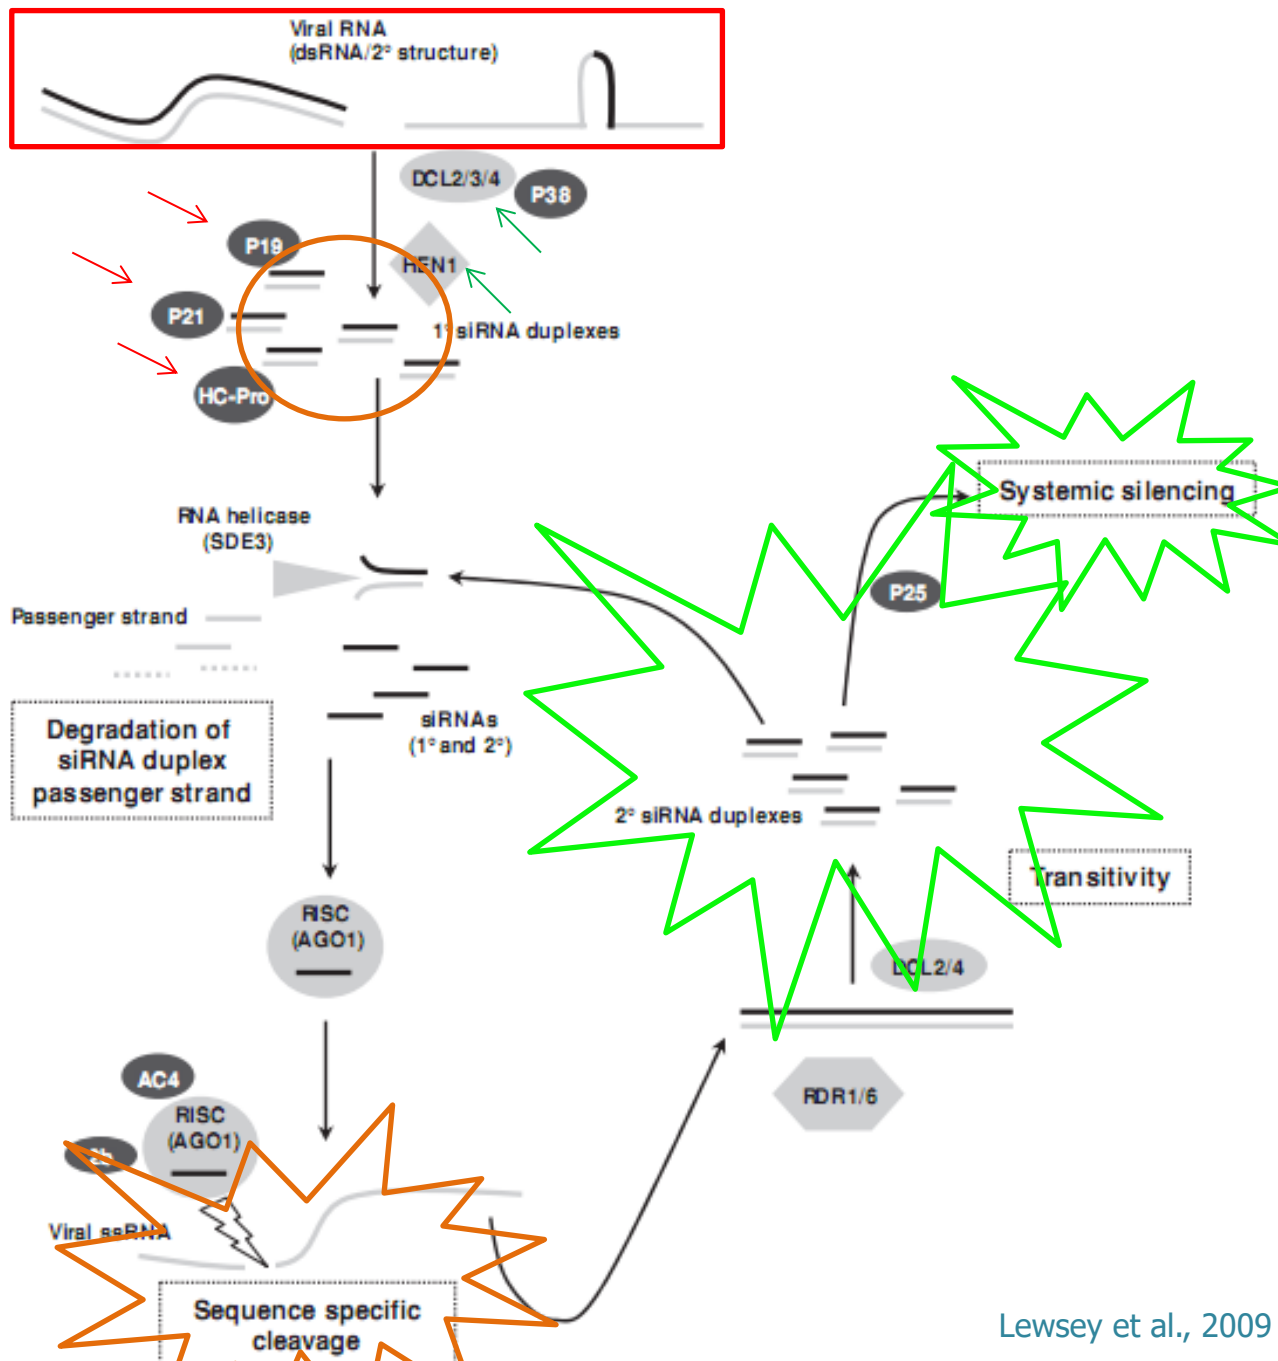 Viral RNA
(dsRNA/2° structure)
DCL2/3/4
P38
P19
HEN1
P21
1° siRNA duplexes
HC-Pro
Systemic silencing
RNA helicase
(SDE3)
P25
Passenger strand
siRNAs
(1° and 2°)
Degradation of
siRNA duplex
passenger strand
2° siRNA duplexes
Transitivity
RISC
(AGO1)
DCL2/4
RDR1/6
AC4
RISC
(AGO1)
2b
Viral ssRNA
Sequence specific
cleavage
Lewsey et al., 2009